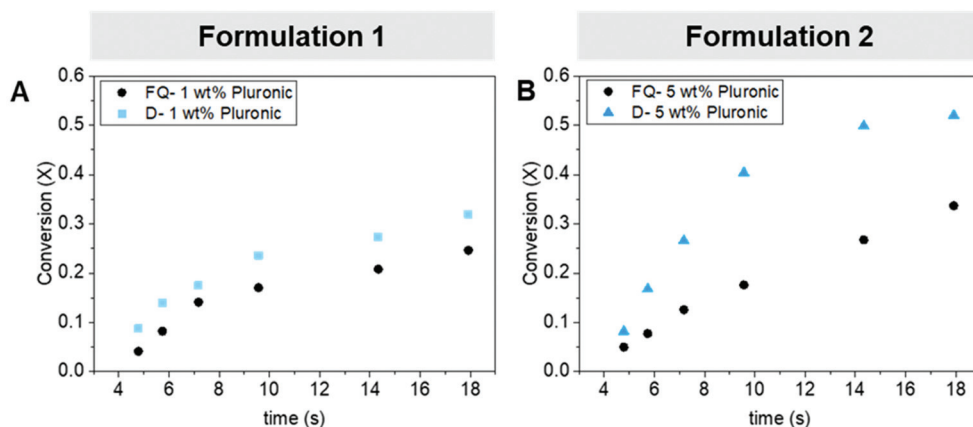 Formulation 1
Formulation 2
A
0.6
0.5
0.4
0.3
0.2
0.1
0.0
Conversion (X)
FQ- 1 wt% Pluronic
D- 1 wt% Pluronic
4 6 8 10 12 14 16 18
time (s)
B
0.6
0.5
0.4
0.3
0.2
0.1
0.0
Conversion (X)
FQ- 5 wt% Pluronic
D- 5 wt% Pluronic
4 6 8 10 12 14 16 18
time (s)